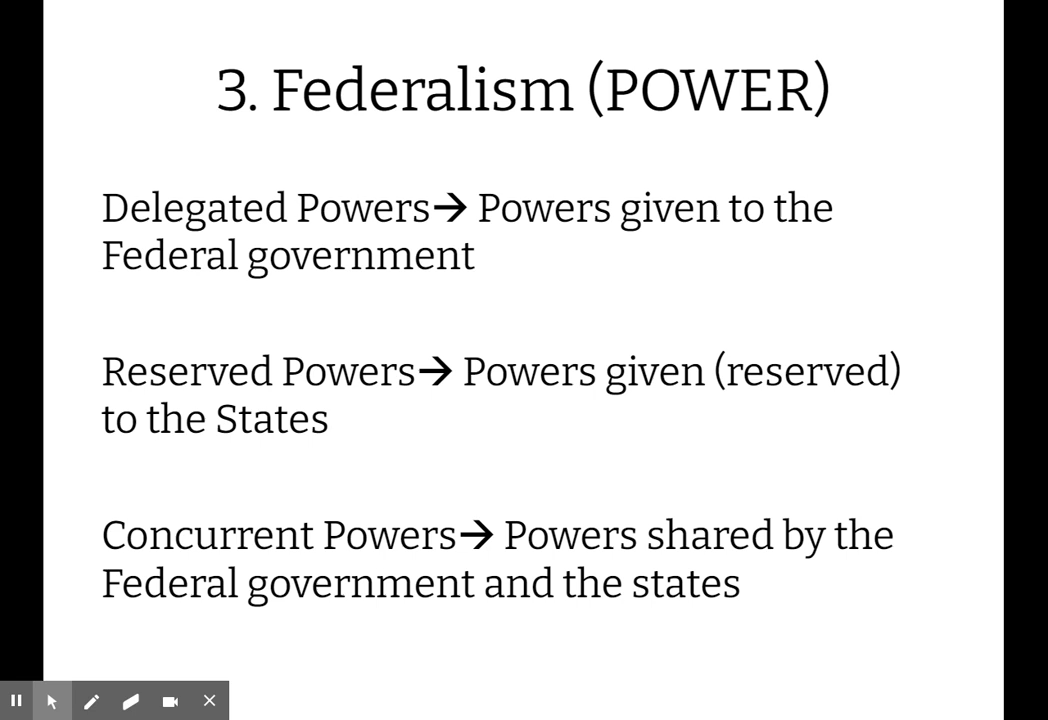 3. Federalism (POWER)
Delegated Powers→ Powers given to the
Federal government
Reserved Powers→ Powers given (reserved)
to the States
Concurrent Powers→ Powers shared by the
Federal government and the states